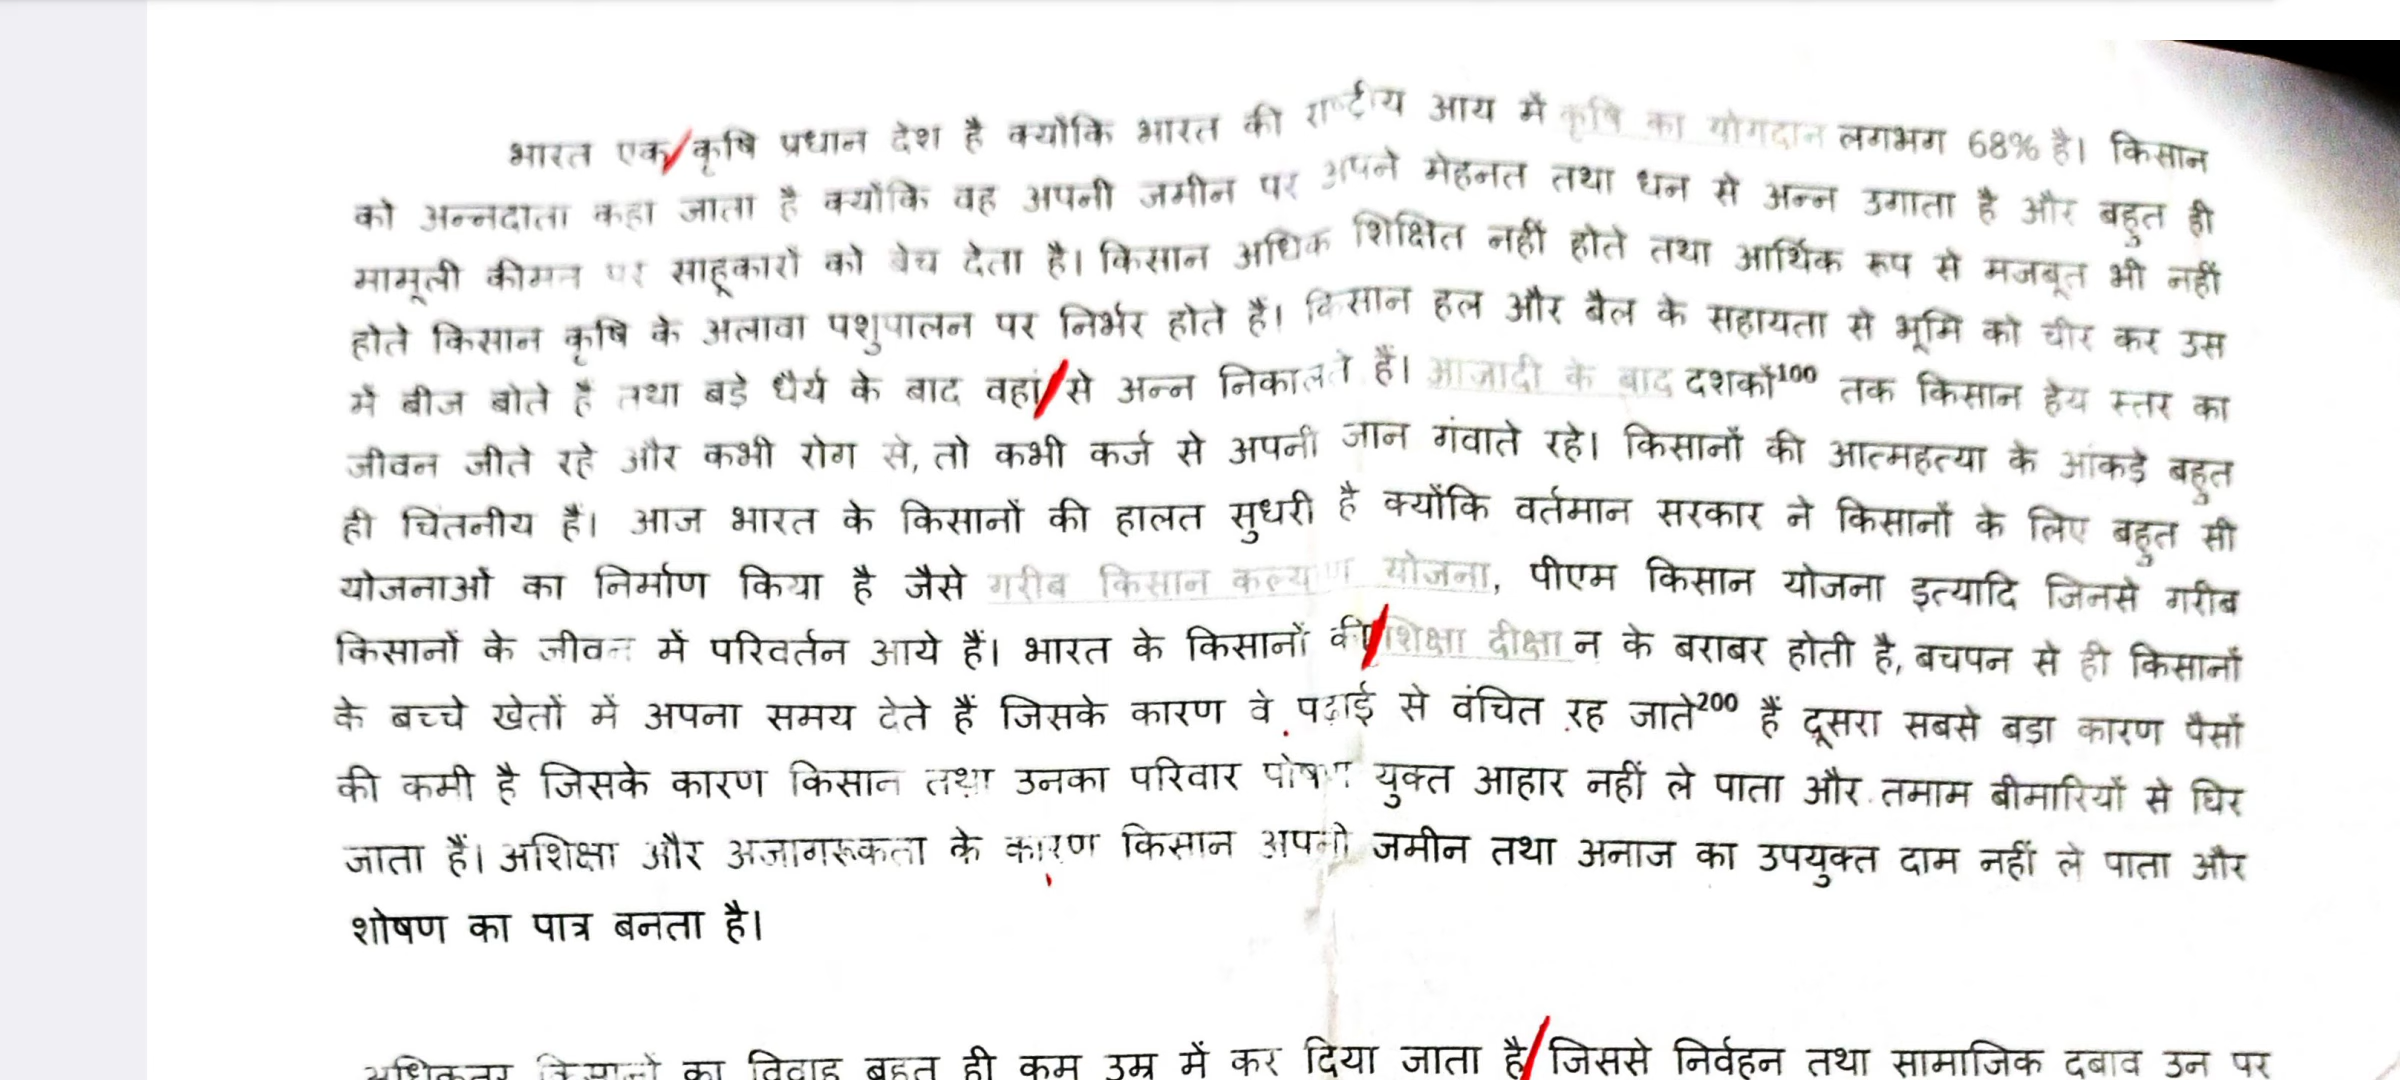 भारत एक/कृषि प्रधान देश है क्योंकि भारत की राष्ट्रीय आय में कृषि का योगदान लगभग 68% है। किसान
को अन्नदाता कहा जाता है क्योंकि वह अपनी जमीन पर अपने मेहनत तथा धन से अन्न उगाता है और बहुत ही
मामूली कीमत पर साहूकारों को बेच देता है। किसान अधिक शिक्षित नहीं होते तथा आर्थिक रूप से मजबूत भी नहीं
होते किसान कृषि के अलावा पशुपालन पर निर्भर होते हैं। किसान हल और बैल के सहायता से भूमि को चीर कर उस
में बीज बोते हैं तथा बड़े धैर्य के बाद वहां/से अन्न निकालते हैं। आजादी के बाद दशकों100 तक किसान हेय स्तर का
जीवन जीते रहे और कभी रोग से, तो कभी कर्ज से अपनी जान गंवाते रहे। किसानों की आत्महत्या के आंकड़े बहुत
ही चिंतनीय हैं। आज भारत के किसानों की हालत सुधरी है क्योंकि वर्तमान सरकार ने किसानों के लिए बहुत सी
योजनाओं का निर्माण किया है जैसे गरीब किसान कल्याण योजना, पीएम किसान योजना इत्यादि जिनसे गरीब
किसानों के जीवन में परिवर्तन आये हैं। भारत के किसानों की/शिक्षा दीक्षा न के बराबर होती है, बचपन से ही किसानों
के बच्चे खेतों में अपना समय देते हैं जिसके कारण वे पढ़ाई से वंचित रह जाते200 हैं दूसरा सबसे बड़ा कारण पैसों
की कमी है जिसके कारण किसान तथा उनका परिवार पोषण युक्त आहार नहीं ले पाता और तमाम बीमारियों से घिर
जाता हैं। अशिक्षा और अजागरूकता के कारण किसान अपनी जमीन तथा अनाज का उपयुक्त दाम नहीं ले पाता और
शोषण का पात्र बनता है।
अधिकतर किसानों का विवाह बहुत ही कम उम्र में कर दिया जाता है/जिससे निर्वहन तथा सामाजिक दबाव उन पर